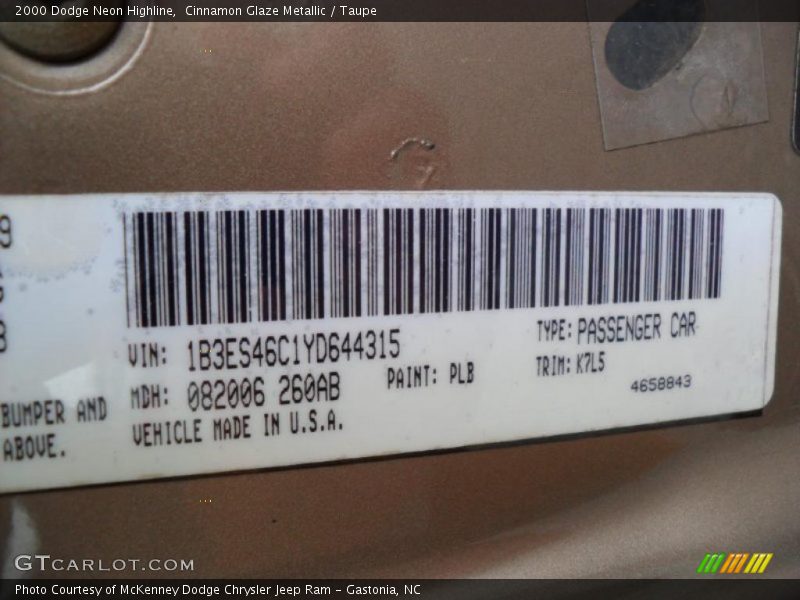 2000 Dodge Neon Highline, Cinnamon Glaze Metallic / Taupe
9
VIN: 1B3ES46C1YD644315
TYPE: PASSENGER CAR
MDH: 082006 260AB
PAINT: PLB
TRIM: K7L5
4658843
BUMPER AND
VEHICLE MADE IN U.S.A.
ABOVE.
GTCARLOT.COM
Photo Courtesy of McKenney Dodge Chrysler Jeep Ram – Gastonia, NC